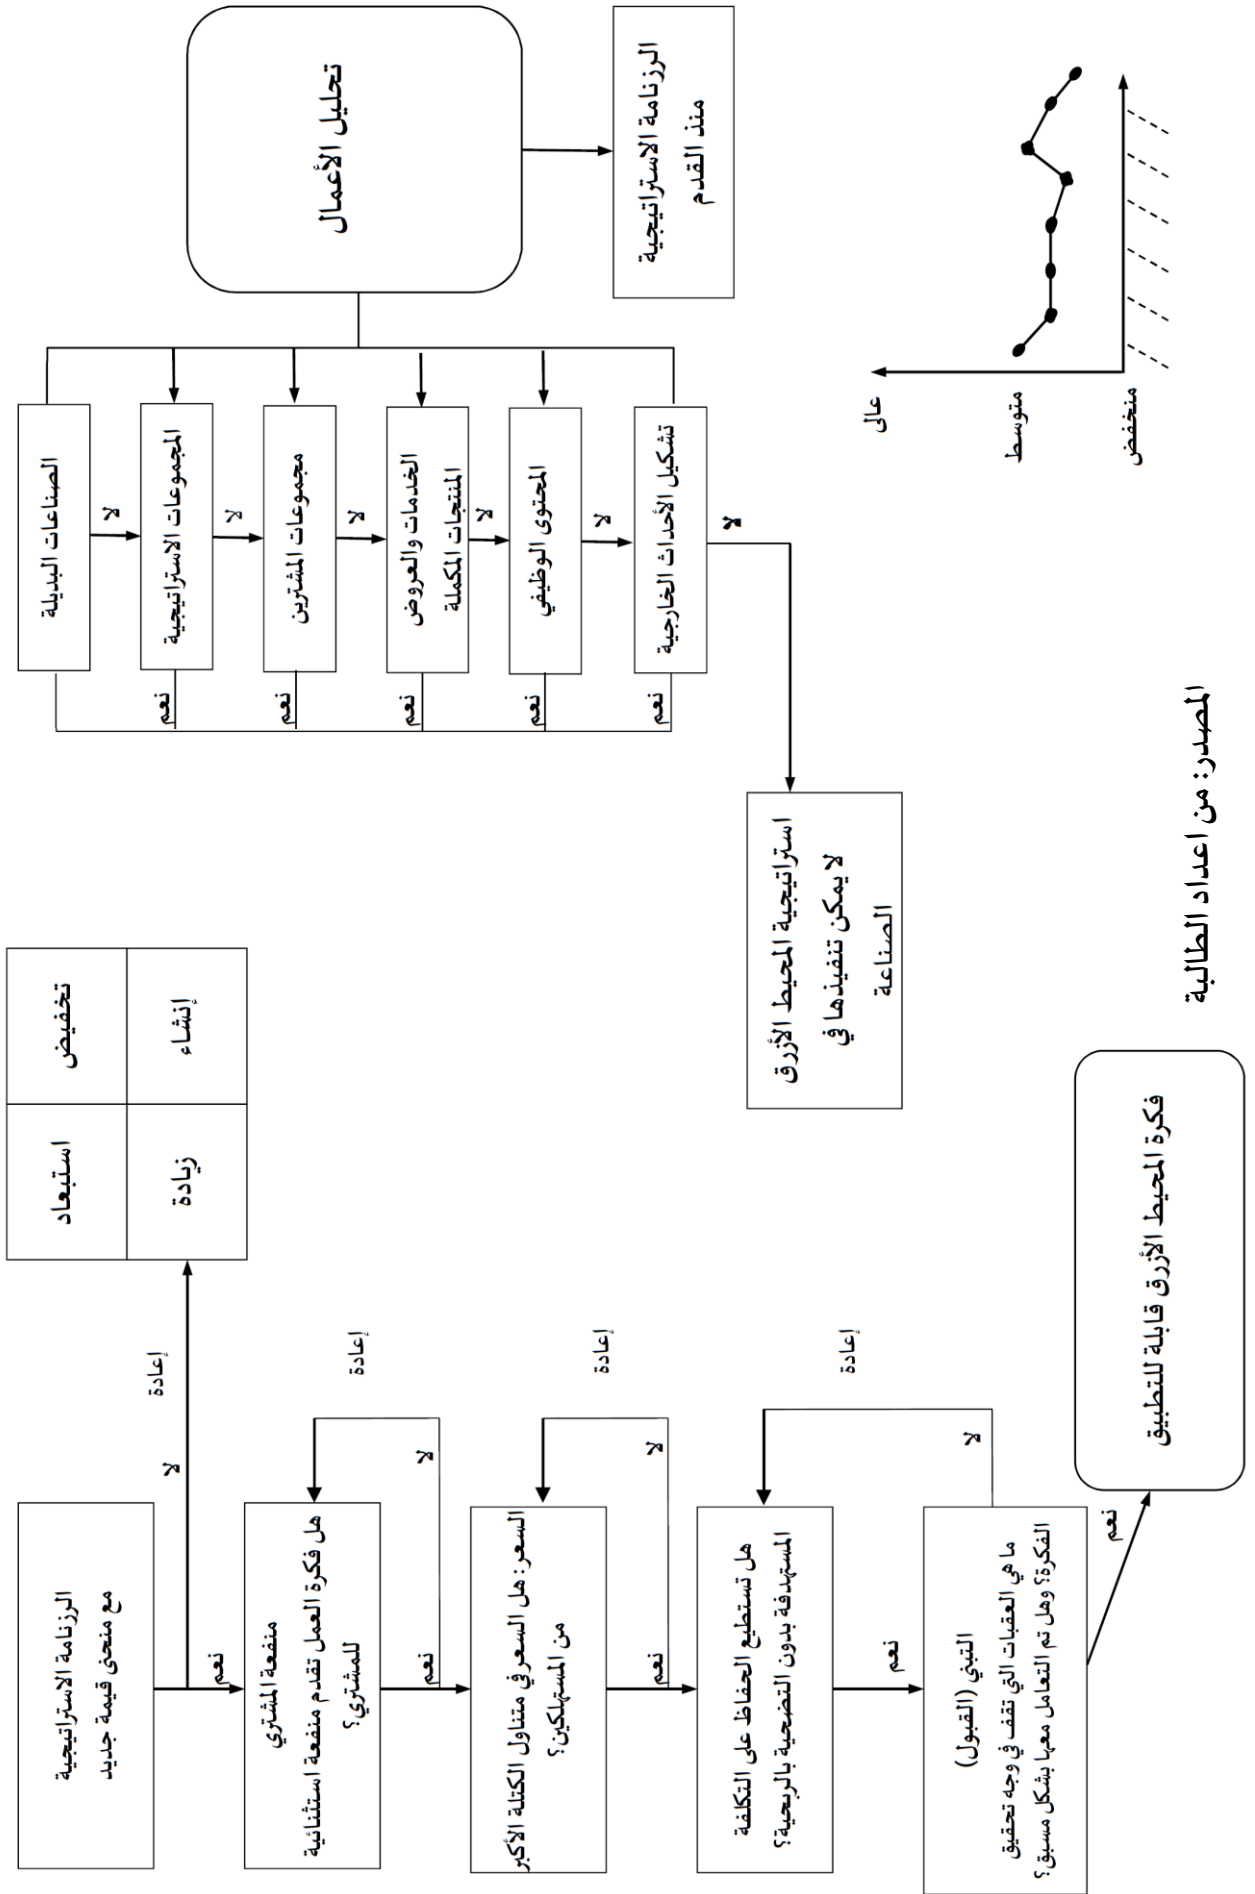 تحليل الأعمال
الرزنامة الاستراتيجية
منذ القدم
الصناعات البديلة
لا
المجموعات الاستراتيجية
نعم
لا
مجموعات المشترين
نعم
لا
الخدمات والعروض
المنتجات المكملة
نعم
لا
المحتوى الوظيفي
نعم
لا
تشكيل الأحداث الخارجية
نعم
لا
عالى
متوسط
منخفض
استراتيجية المحيط الأزرق
لا يمكن تنفيذها في
الصناعة
تخفيض
استبعاد
إنشاء
زيادة
الرزنامة الاستراتيجية
مع منحنى قيمة جديد
لا
إعادة
نعم
منفعة المشتري
هل فكرة العمل تقدم منفعة استثنائية
للمشتري؟
لا
إعادة
نعم
السعر: هل السعر في متناول الكتلة الأكبر
من المستهلكين؟
لا
إعادة
نعم
هل تستطيع الحفاظ على التكلفة
المستهدفة بدون التضحية بالربحية؟
إعادة
نعم
لا
التبني (القبول)
ما هي العقبات التي تقف في وجه تحقيق
الفكرة؟ وهل تم التعامل معها بشكل مسبق؟
نعم
فكرة المحيط الأزرق قابلة للتطبيق
المصدر: من اعداد الطالبة